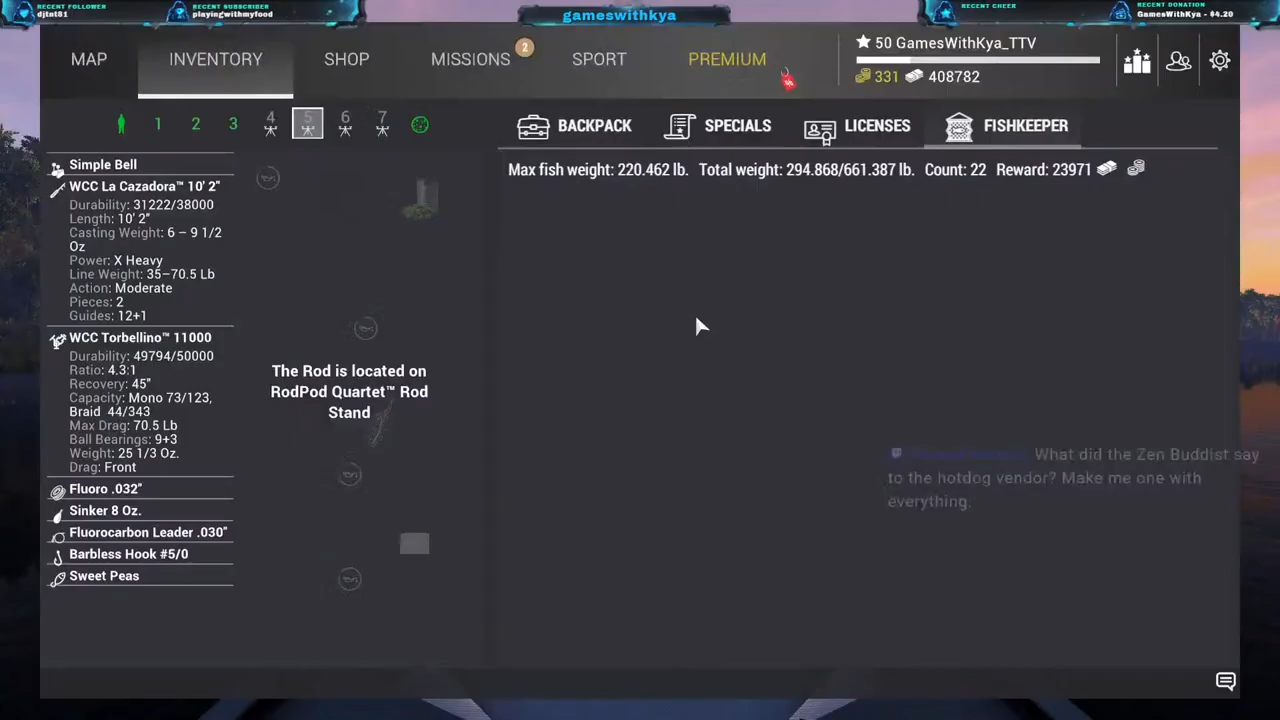 RECENT FOLLOWER
djtnt81
RECENT SUBSCRIBER
playingwithmyfood
gameswithkya
RECENT CHEER
RECENT DONATION
GamesWithKya - $4.20
MAP
INVENTORY
SHOP
MISSIONS
2
SPORT
PREMIUM
50 GamesWithKya_TTV
331
408782
1
2
3
4
5
6
7
BACKPACK
SPECIALS
LICENSES
FISHKEEPER
Max fish weight: 220.462 lb. Total weight: 294.868/661.387 lb. Count: 22 Reward: 23971
Simple Bell
WCC La Cazadora™ 10' 2"
Durability: 31222/38000
Length: 10' 2"
Casting Weight: 6 – 9 1/2
Oz
Power: X Heavy
Line Weight: 35–70.5 Lb
Action: Moderate
Pieces: 2
Guides: 12+1
WCC Torbellino™ 11000
Durability: 49794/50000
Ratio: 4.3:1
Recovery: 45"
Capacity: Mono 73/123,
Braid 44/343
Max Drag: 70.5 Lb
Ball Bearings: 9+3
Weight: 25 1/3 Oz.
Drag: Front
Fluoro .032"
Sinker 8 Oz.
Fluorocarbon Leader .030"
Barbless Hook #5/0
Sweet Peas
The Rod is located on
RodPod Quartet™ Rod
Stand
What did the Zen Buddist say
to the hotdog vendor? Make me one with
everything.